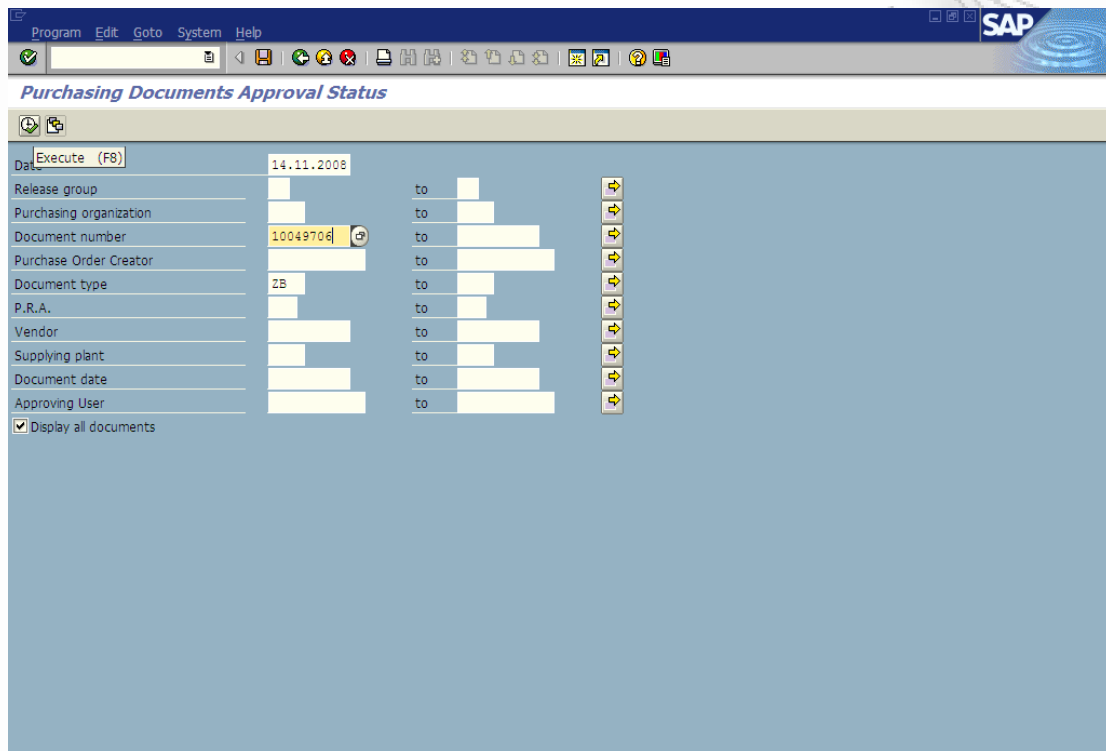 SAP
Program Edit Goto System Help
Purchasing Documents Approval Status
Execute (F8)
Date 14.11.2008
Release group to
Purchasing organization to
Document number 10049706 to
Purchase Order Creator to
Document type ZB to
P.R.A. to
Vendor to
Supplying plant to
Document date to
Approving User to
Display all documents